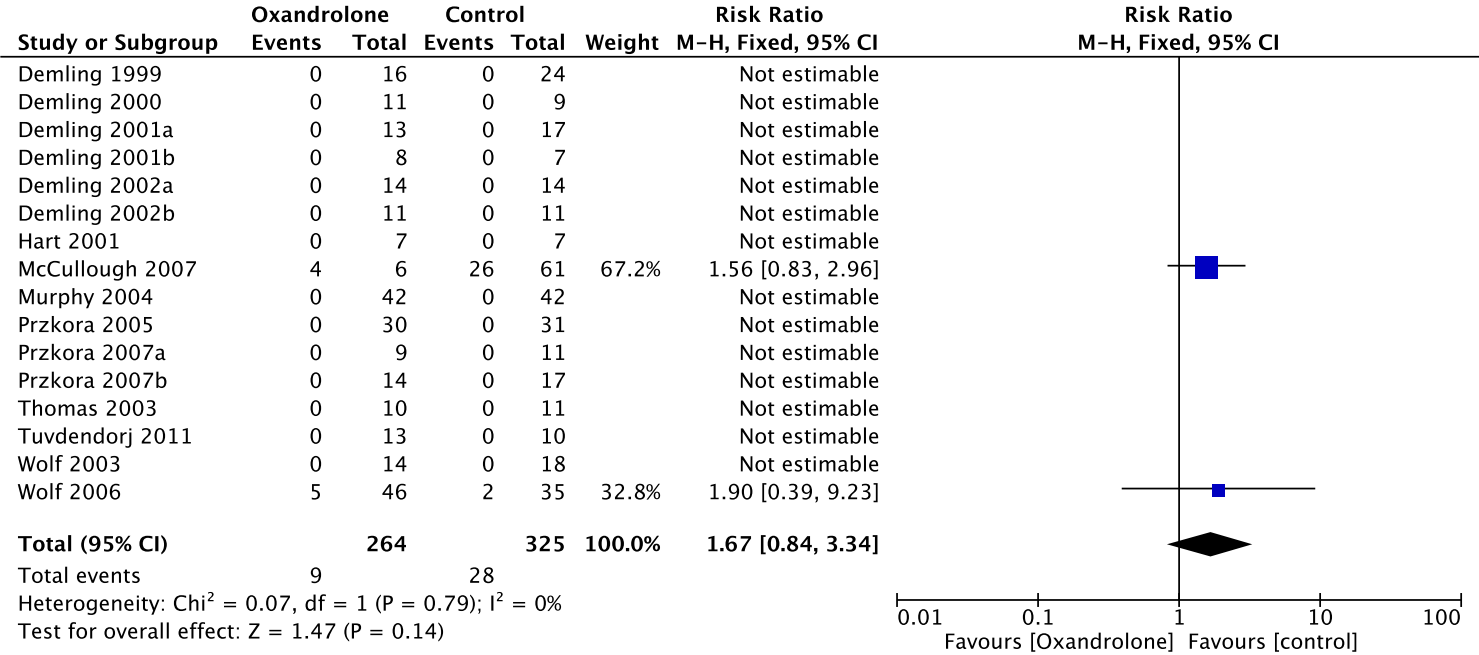 Oxandrolone Control Risk Ratio Risk Ratio
Study or Subgroup Events Total Events Total Weight M-H, Fixed, 95% CI M-H, Fixed, 95% CI
Demling 1999 0 16 0 24 Not estimable
Demling 2000 0 11 0 9 Not estimable
Demling 2001a 0 13 0 17 Not estimable
Demling 2001b 0 8 0 7 Not estimable
Demling 2002a 0 14 0 14 Not estimable
Demling 2002b 0 11 0 11 Not estimable
Hart 2001 0 7 0 7 Not estimable
McCullough 2007 4 6 26 61 67.2% 1.56 [0.83, 2.96]
Murphy 2004 0 42 0 42 Not estimable
Przkora 2005 0 30 0 31 Not estimable
Przkora 2007a 0 9 0 11 Not estimable
Przkora 2007b 0 14 0 17 Not estimable
Thomas 2003 0 10 0 11 Not estimable
Tuvdendorj 2011 0 13 0 10 Not estimable
Wolf 2003 0 14 0 18 Not estimable
Wolf 2006 5 46 2 35 32.8% 1.90 [0.39, 9.23]
Total (95% CI) 264 325 100.0% 1.67 [0.84, 3.34]
Total events 9 28
Heterogeneity: Chi² = 0.07, df = 1 (P = 0.79); I² = 0%
Test for overall effect: Z = 1.47 (P = 0.14)
0.01 0.1 1 10 100
Favours [Oxandrolone] Favours [control]